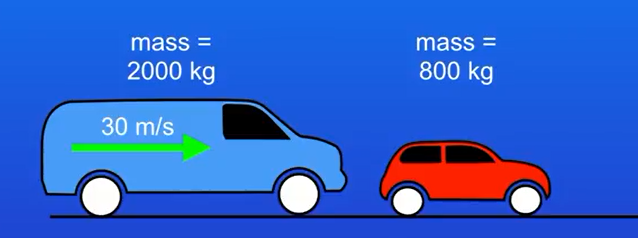 mass =
2000 kg
mass =
800 kg
30 m/s